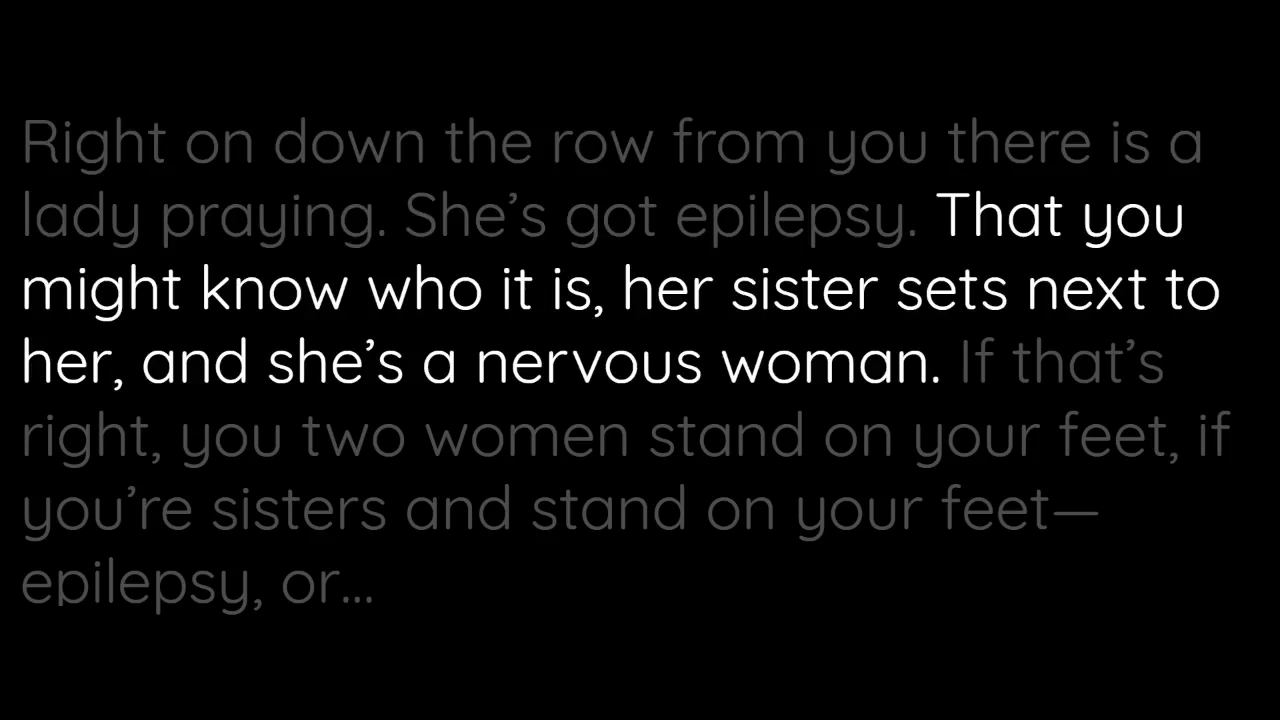 Right on down the row from you there is a
lady praying. She’s got epilepsy. That you
might know who it is, her sister sets next to
her, and she’s a nervous woman. If that’s
right, you two women stand on your feet, if
you’re sisters and stand on your feet—
epilepsy, or...